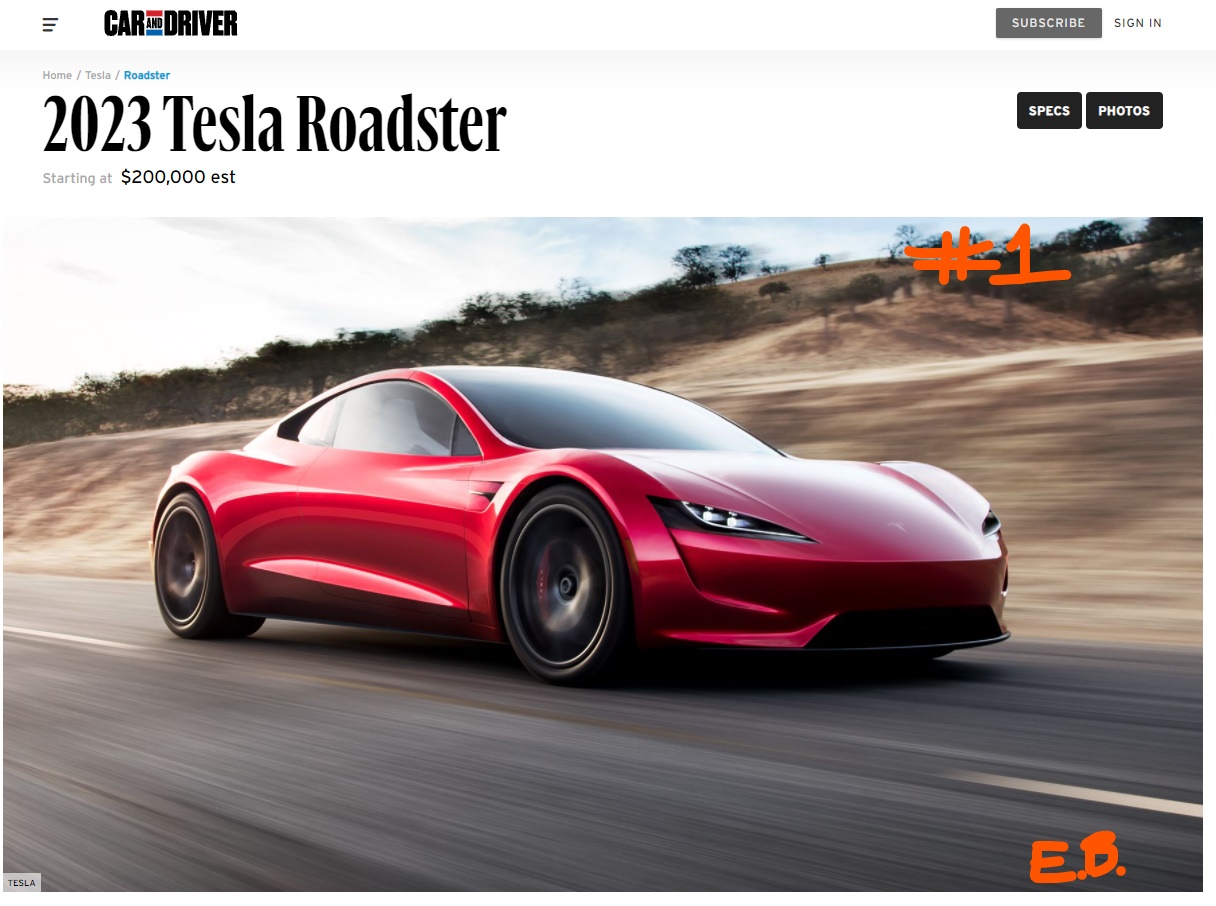 CAR AND DRIVER
SUBSCRIBE SIGN IN
Home / Tesla / Roadster
2023 Tesla Roadster
SPECS PHOTOS
Starting at $200,000 est
#1
E.B.
TESLA